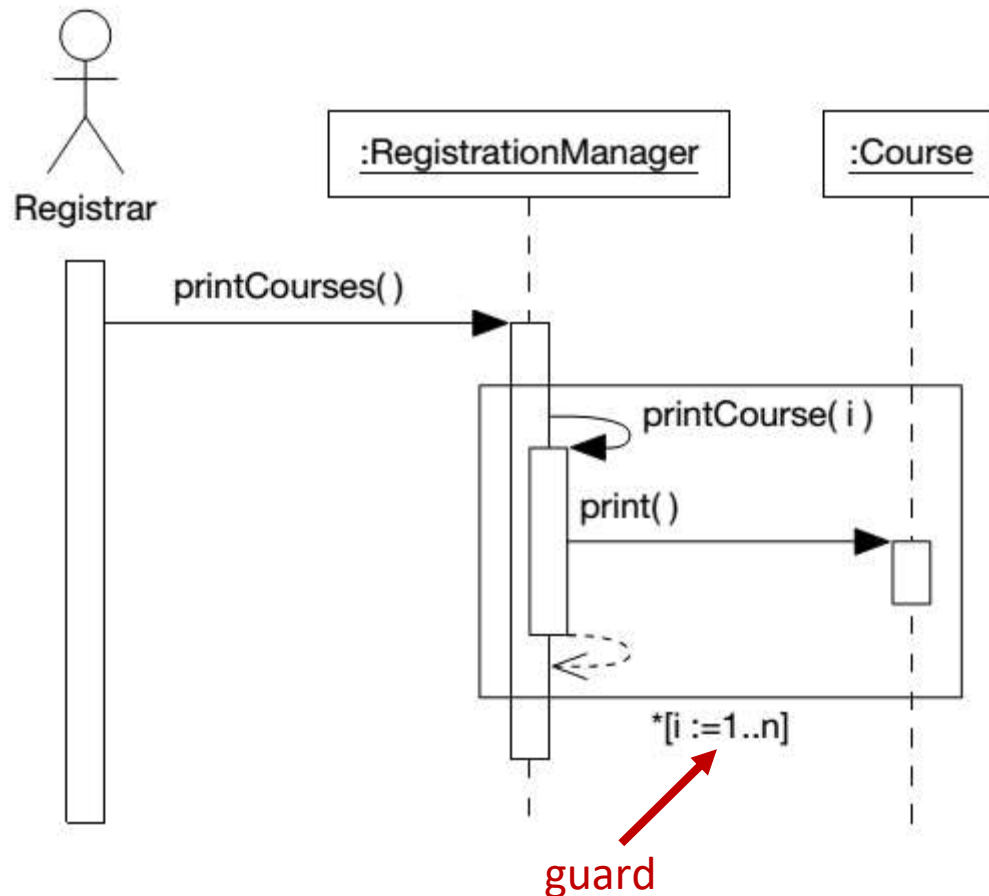 :RegistrationManager
:Course
Registrar
printCourses( )
printCourse( i )
print( )
*[i :=1..n]
guard